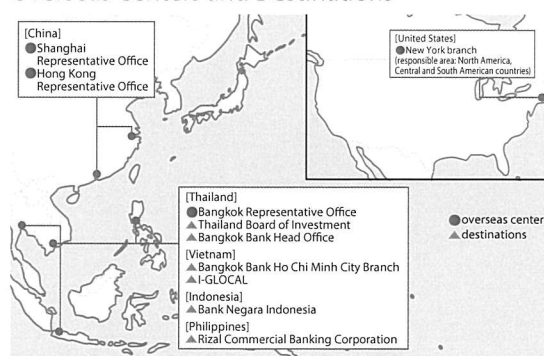 [China]
Shanghai
Representative Office
Hong Kong
Representative Office
[United States]
New York branch
(responsible area: North America,
Central and South American countries)
[Thailand]
Bangkok Representative Office
Thailand Board of Investment
Bangkok Bank Head Office
[Vietnam]
Bangkok Bank Ho Chi Minh City Branch
I-GLOCAL
[Indonesia]
Bank Negara Indonesia
[Philippines]
Rizal Commercial Banking Corporation
overseas center
destinations